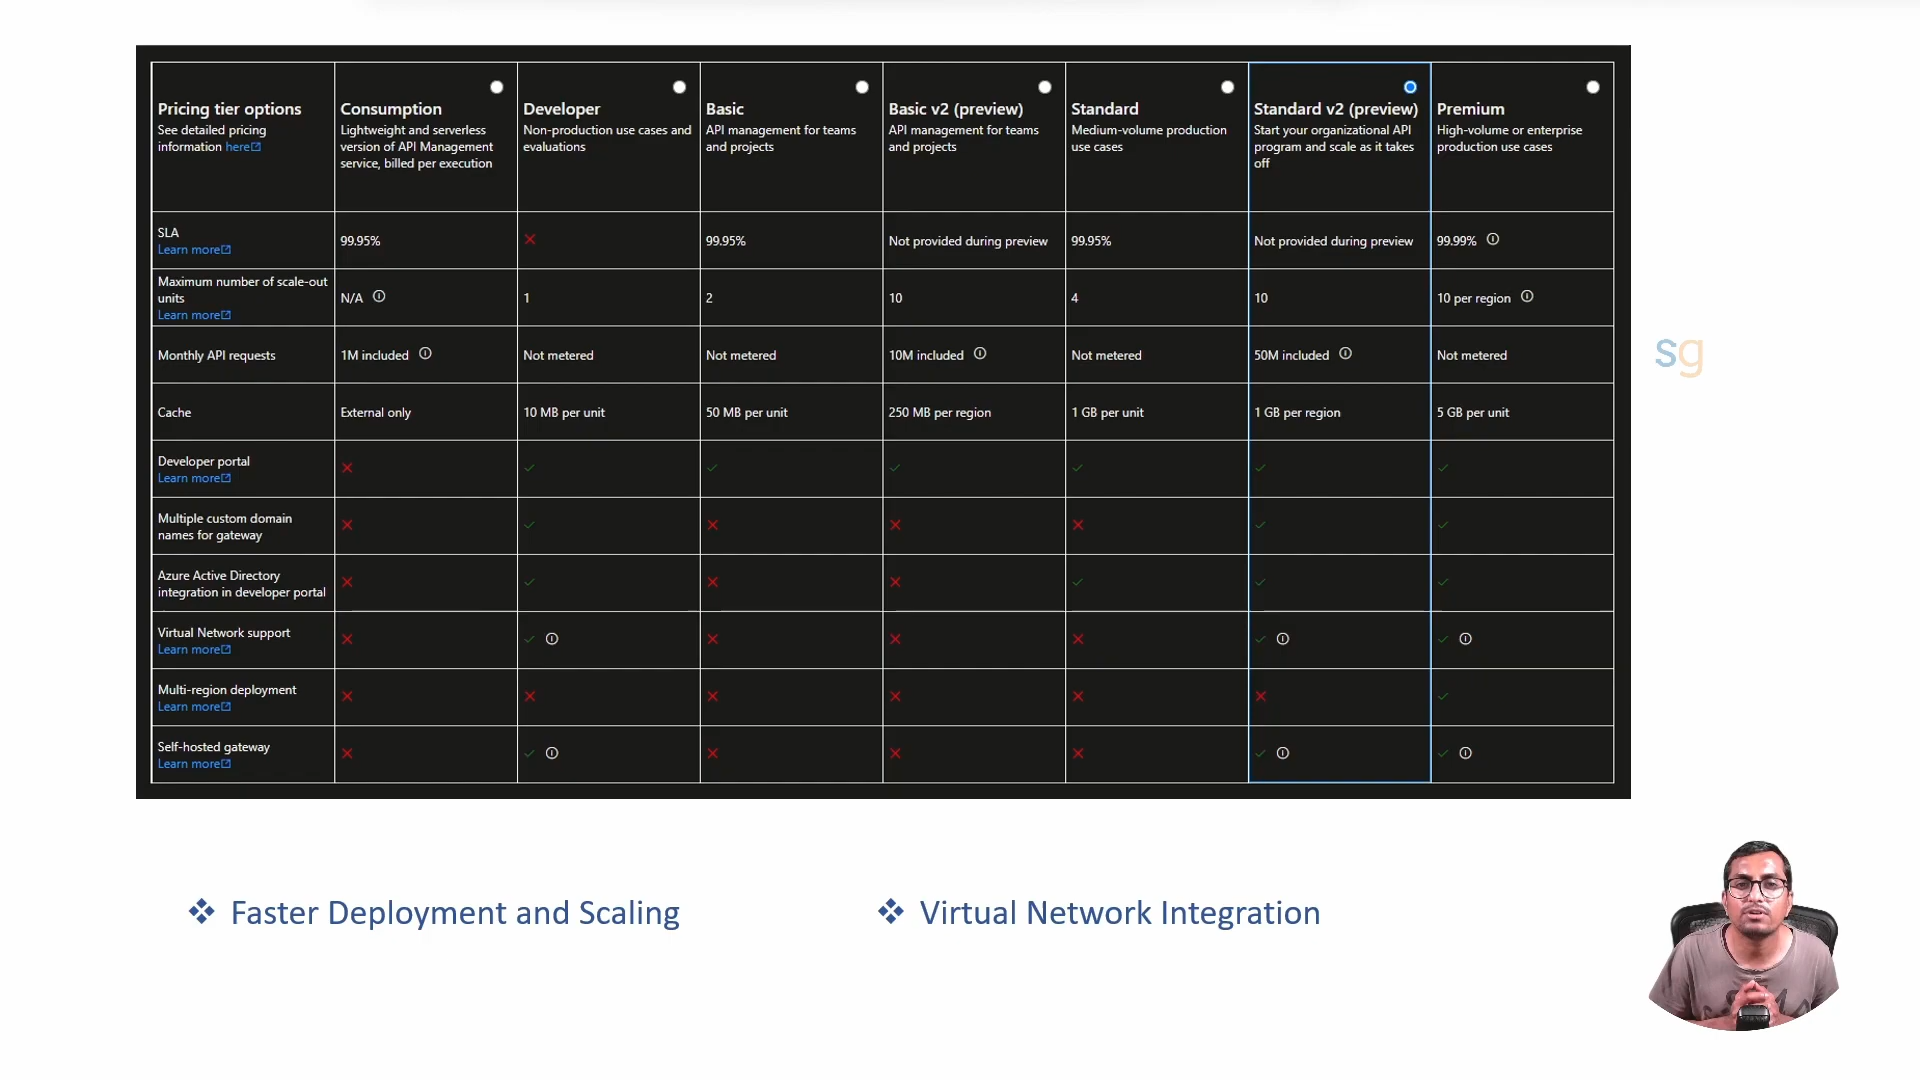 Pricing tier options
See detailed pricing
information here
Consumption
Lightweight and serverless
version of API Management
service, billed per execution
Developer
Non-production use cases and
evaluations
Basic
API management for teams
and projects
Basic v2 (preview)
API management for teams
and projects
Standard
Medium-volume production
use cases
Standard v2 (preview)
Start your organizational API
program and scale as it takes
off
Premium
High-volume or enterprise
production use cases
SLA
Learn more
99.95%
99.95%
Not provided during preview
99.95%
Not provided during preview
99.99%
Maximum number of scale-out
units
Learn more
N/A
1
2
10
4
10
10 per region
Monthly API requests
1M included
Not metered
Not metered
10M included
Not metered
50M included
Not metered
Cache
External only
10 MB per unit
50 MB per unit
250 MB per region
1 GB per unit
1 GB per region
5 GB per unit
Developer portal
Learn more
Multiple custom domain
names for gateway
Azure Active Directory
integration in developer portal
Virtual Network support
Learn more
Multi-region deployment
Learn more
Self-hosted gateway
Learn more
sg
Faster Deployment and Scaling
Virtual Network Integration